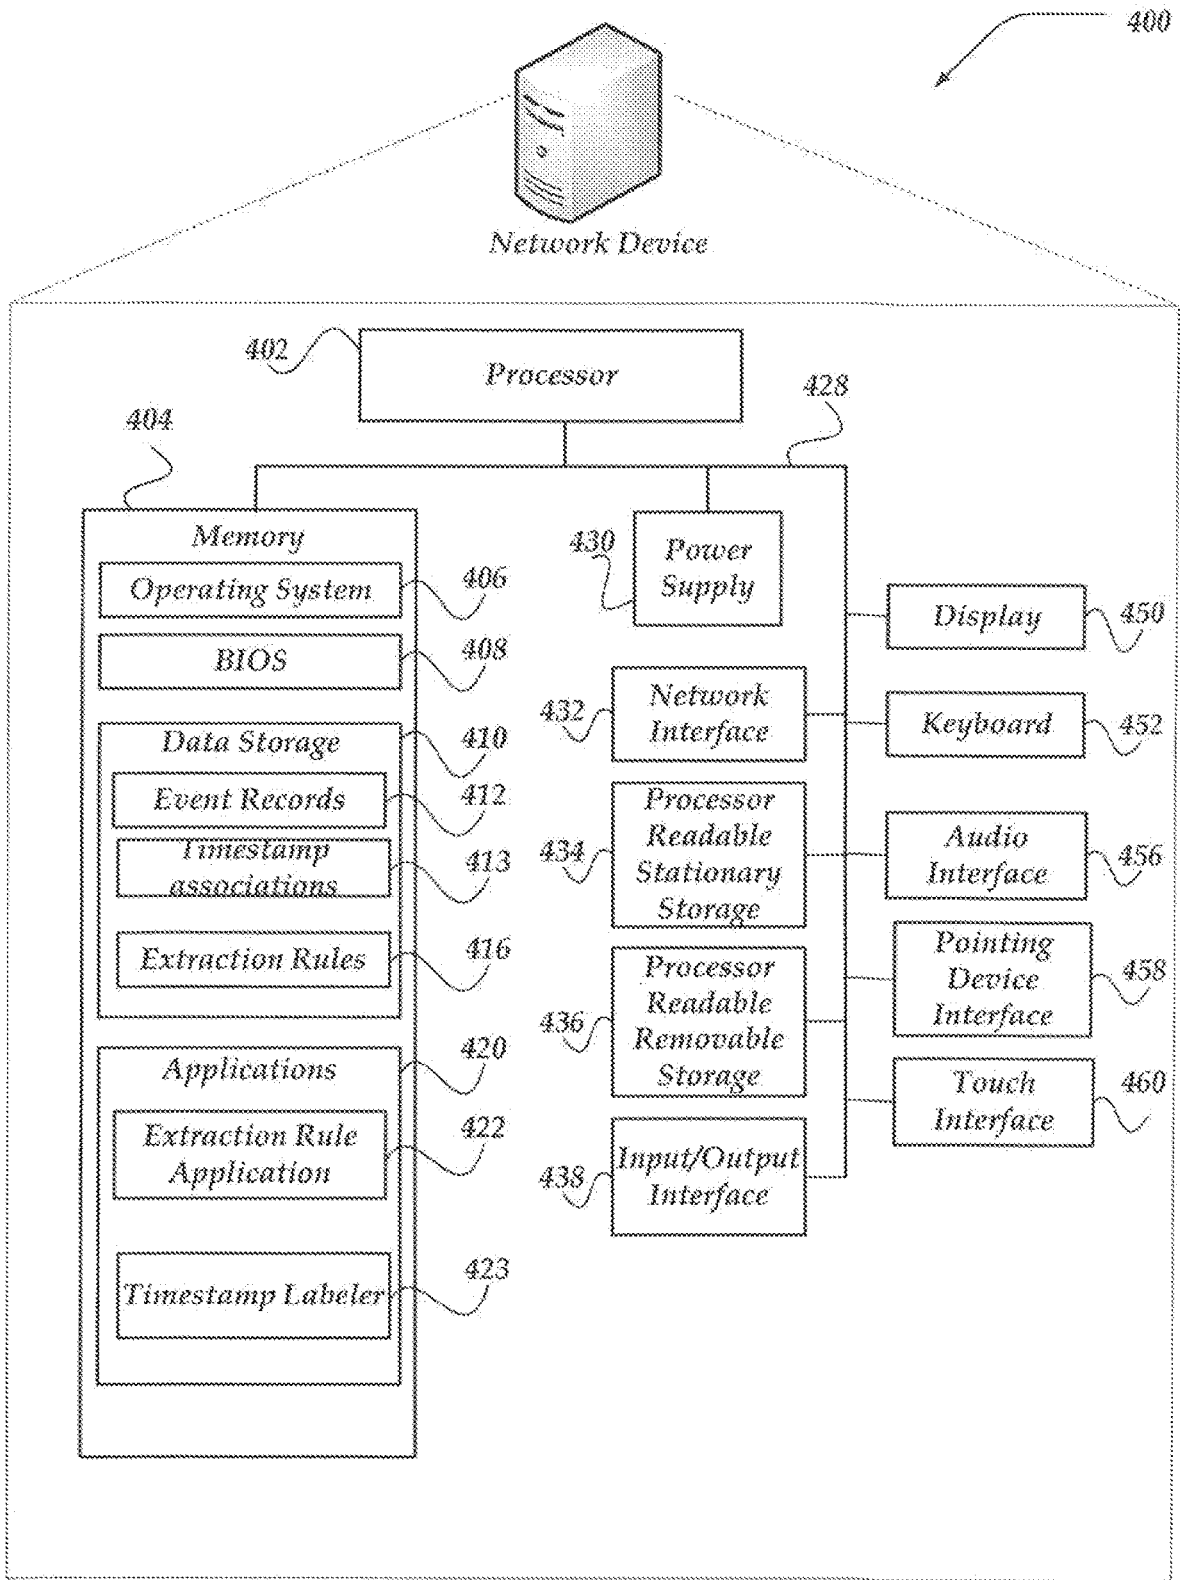 400
Network Device
402
Processor
428
404
Memory
Operating System
406
BIOS
408
Data Storage
410
Event Records
412
Timestamp
associations
413
Extraction Rules
416
Applications
420
Extraction Rule
Application
422
Timestamp Labeler
423
430
Power
Supply
432
Network
Interface
434
Processor
Readable
Stationary
Storage
436
Processor
Readable
Removable
Storage
438
Input/Output
Interface
Display
450
Keyboard
452
Audio
Interface
456
Pointing
Device
Interface
458
Touch
Interface
460